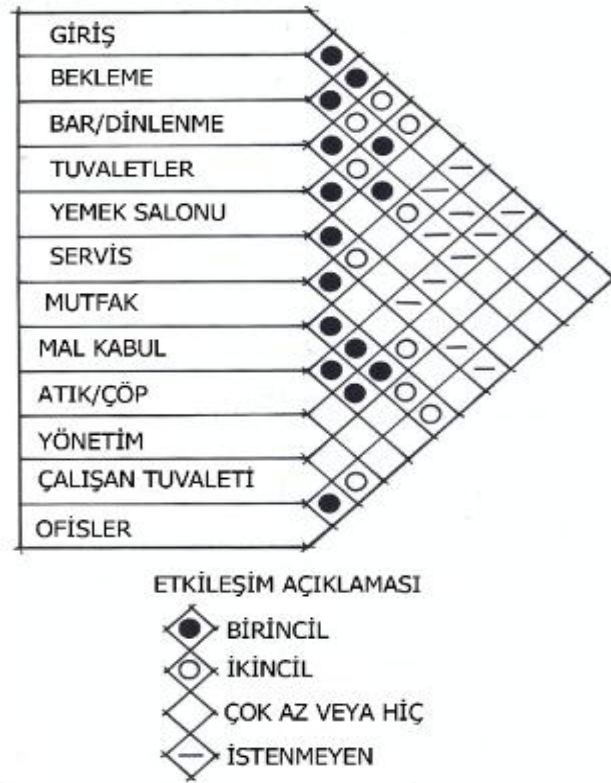 GİRİŞ
BEKLEME
BAR/DİNLENME
TUVALETLER
YEMEK SALONU
SERVİS
MUTFAK
MAL KABUL
ATIK/ÇÖP
YÖNETİM
ÇALIŞAN TUVALETİ
OFİSLER
ETKİLEŞİM AÇIKLAMASI
BİRİNCİL
İKİNCİL
ÇOK AZ VEYA HİÇ
İSTENMEYEN